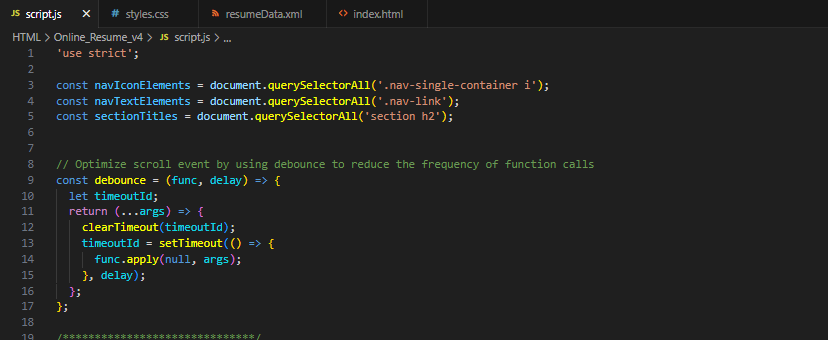 JS script.js × # styles.css resumeData.xml <> index.html
HTML > Online_Resume_v4 > JS script.js > ...
1 'use strict';
2
3 const navIconElements = document.querySelectorAll('.nav-single-container i');
4 const navTextElements = document.querySelectorAll('.nav-link');
5 const sectionTitles = document.querySelectorAll('section h2');
6
7
8 // Optimize scroll event by using debounce to reduce the frequency of function calls
9 const debounce = (func, delay) => {
10 let timeoutId;
11 return (...args) => {
12 clearTimeout(timeoutId);
13 timeoutId = setTimeout(() => {
14 func.apply(null, args);
15 }, delay);
16 };
17 };
18
19 /******************************/